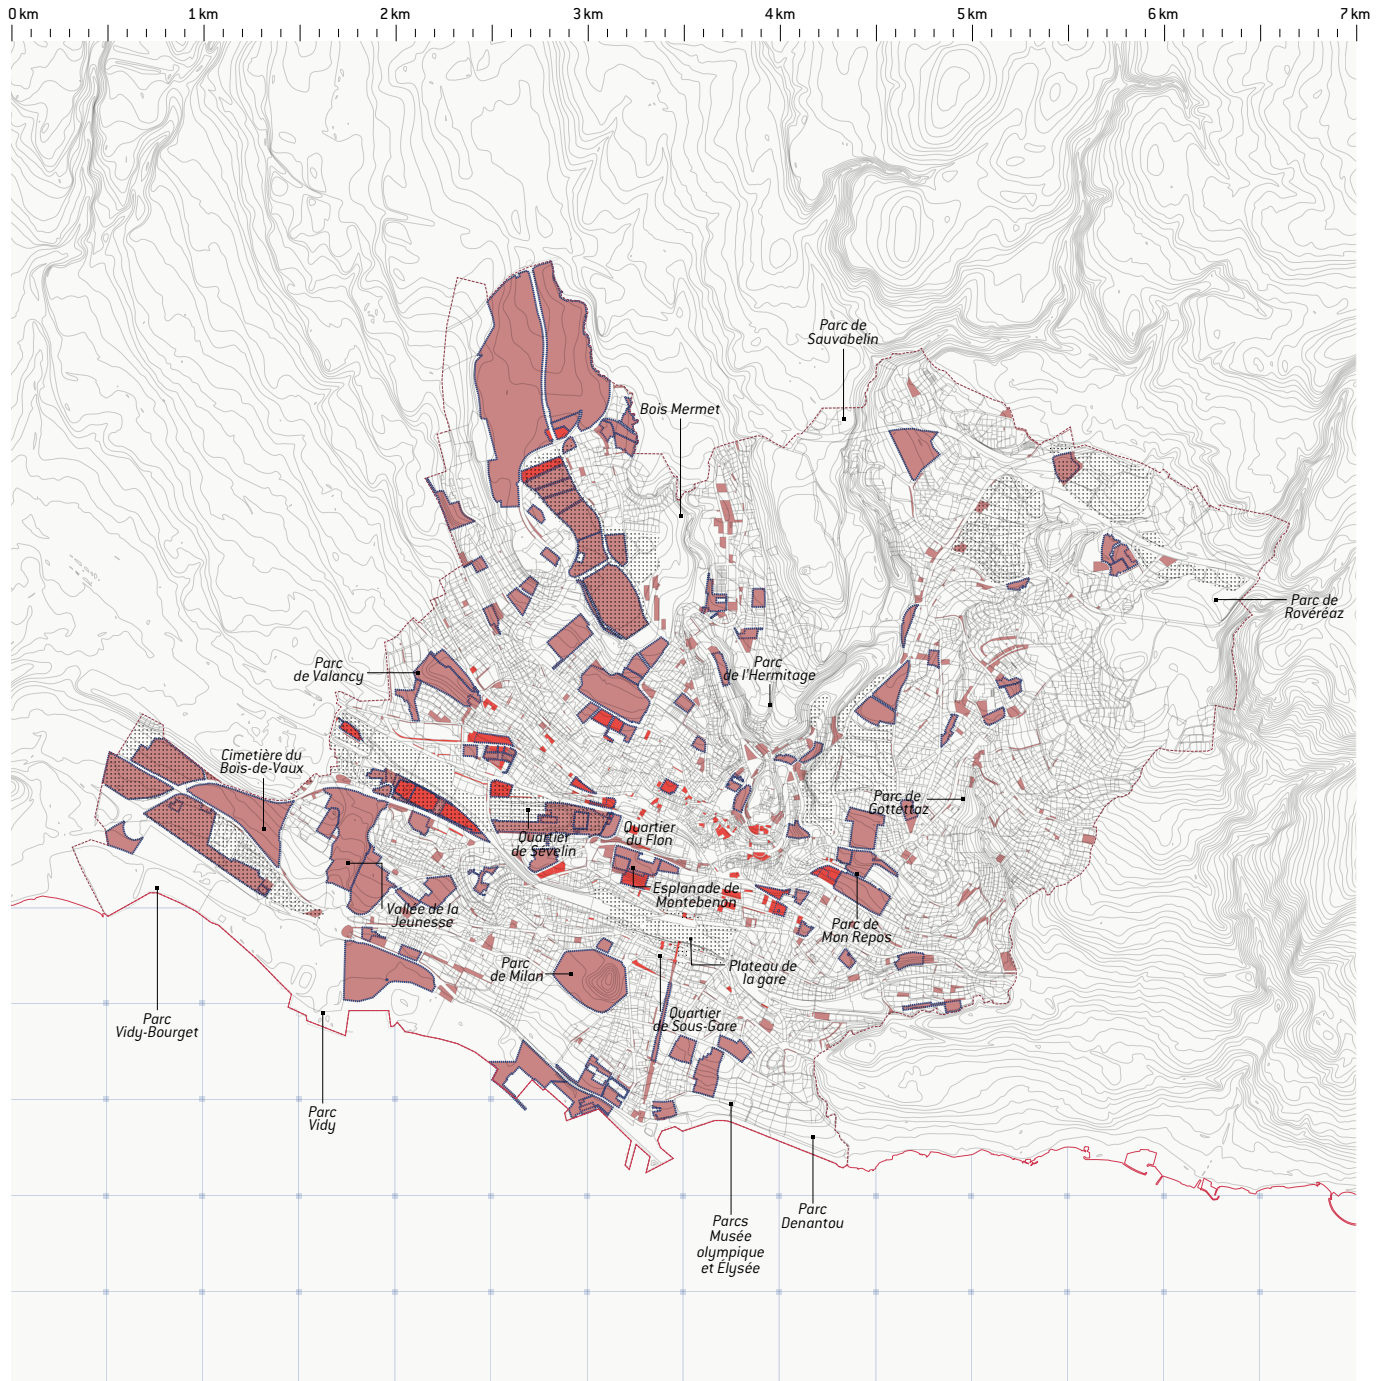 0 km 1 km 2 km 3 km 4 km 5 km 6 km 7 km
Parc de
Sauvabelin
Bois Mermet
Parc de
Rovéréaz
Parc
de Valancy
Parc
de l'Hermitage
Cimetière du
Bois-de-Vaux
Parc de
Gottettaz
Quartier
de Sévelin
Quartier
du Flon
Esplanade de
Montebenon
Vallée de la
Jeunesse
Parc de
Mon Repos
Parc
de Milan
Plateau de
la gare
Parc
Vidy-Bourget
Quartier
de Sous-Gare
Parc
Vidy
Parc
Denantou
Parcs
Musée
olympique
et Élysée